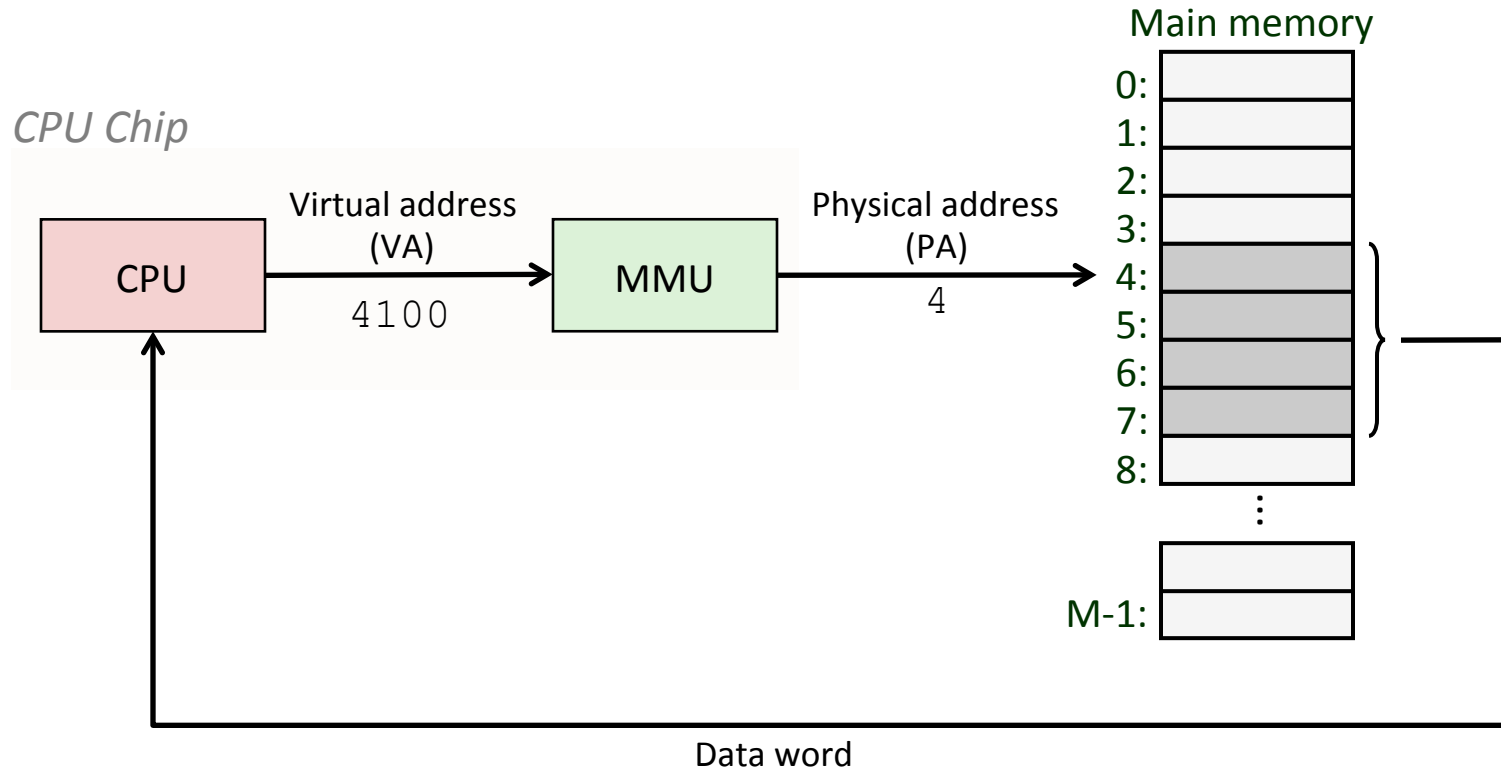 Main memory
0:
CPU Chip
1:
Virtual address
(VA)
Physical address
(PA)
2:
3:
CPU
4100
MMU
4
4:
5:
6:
7:
8:
⋮
M-1:
Data word